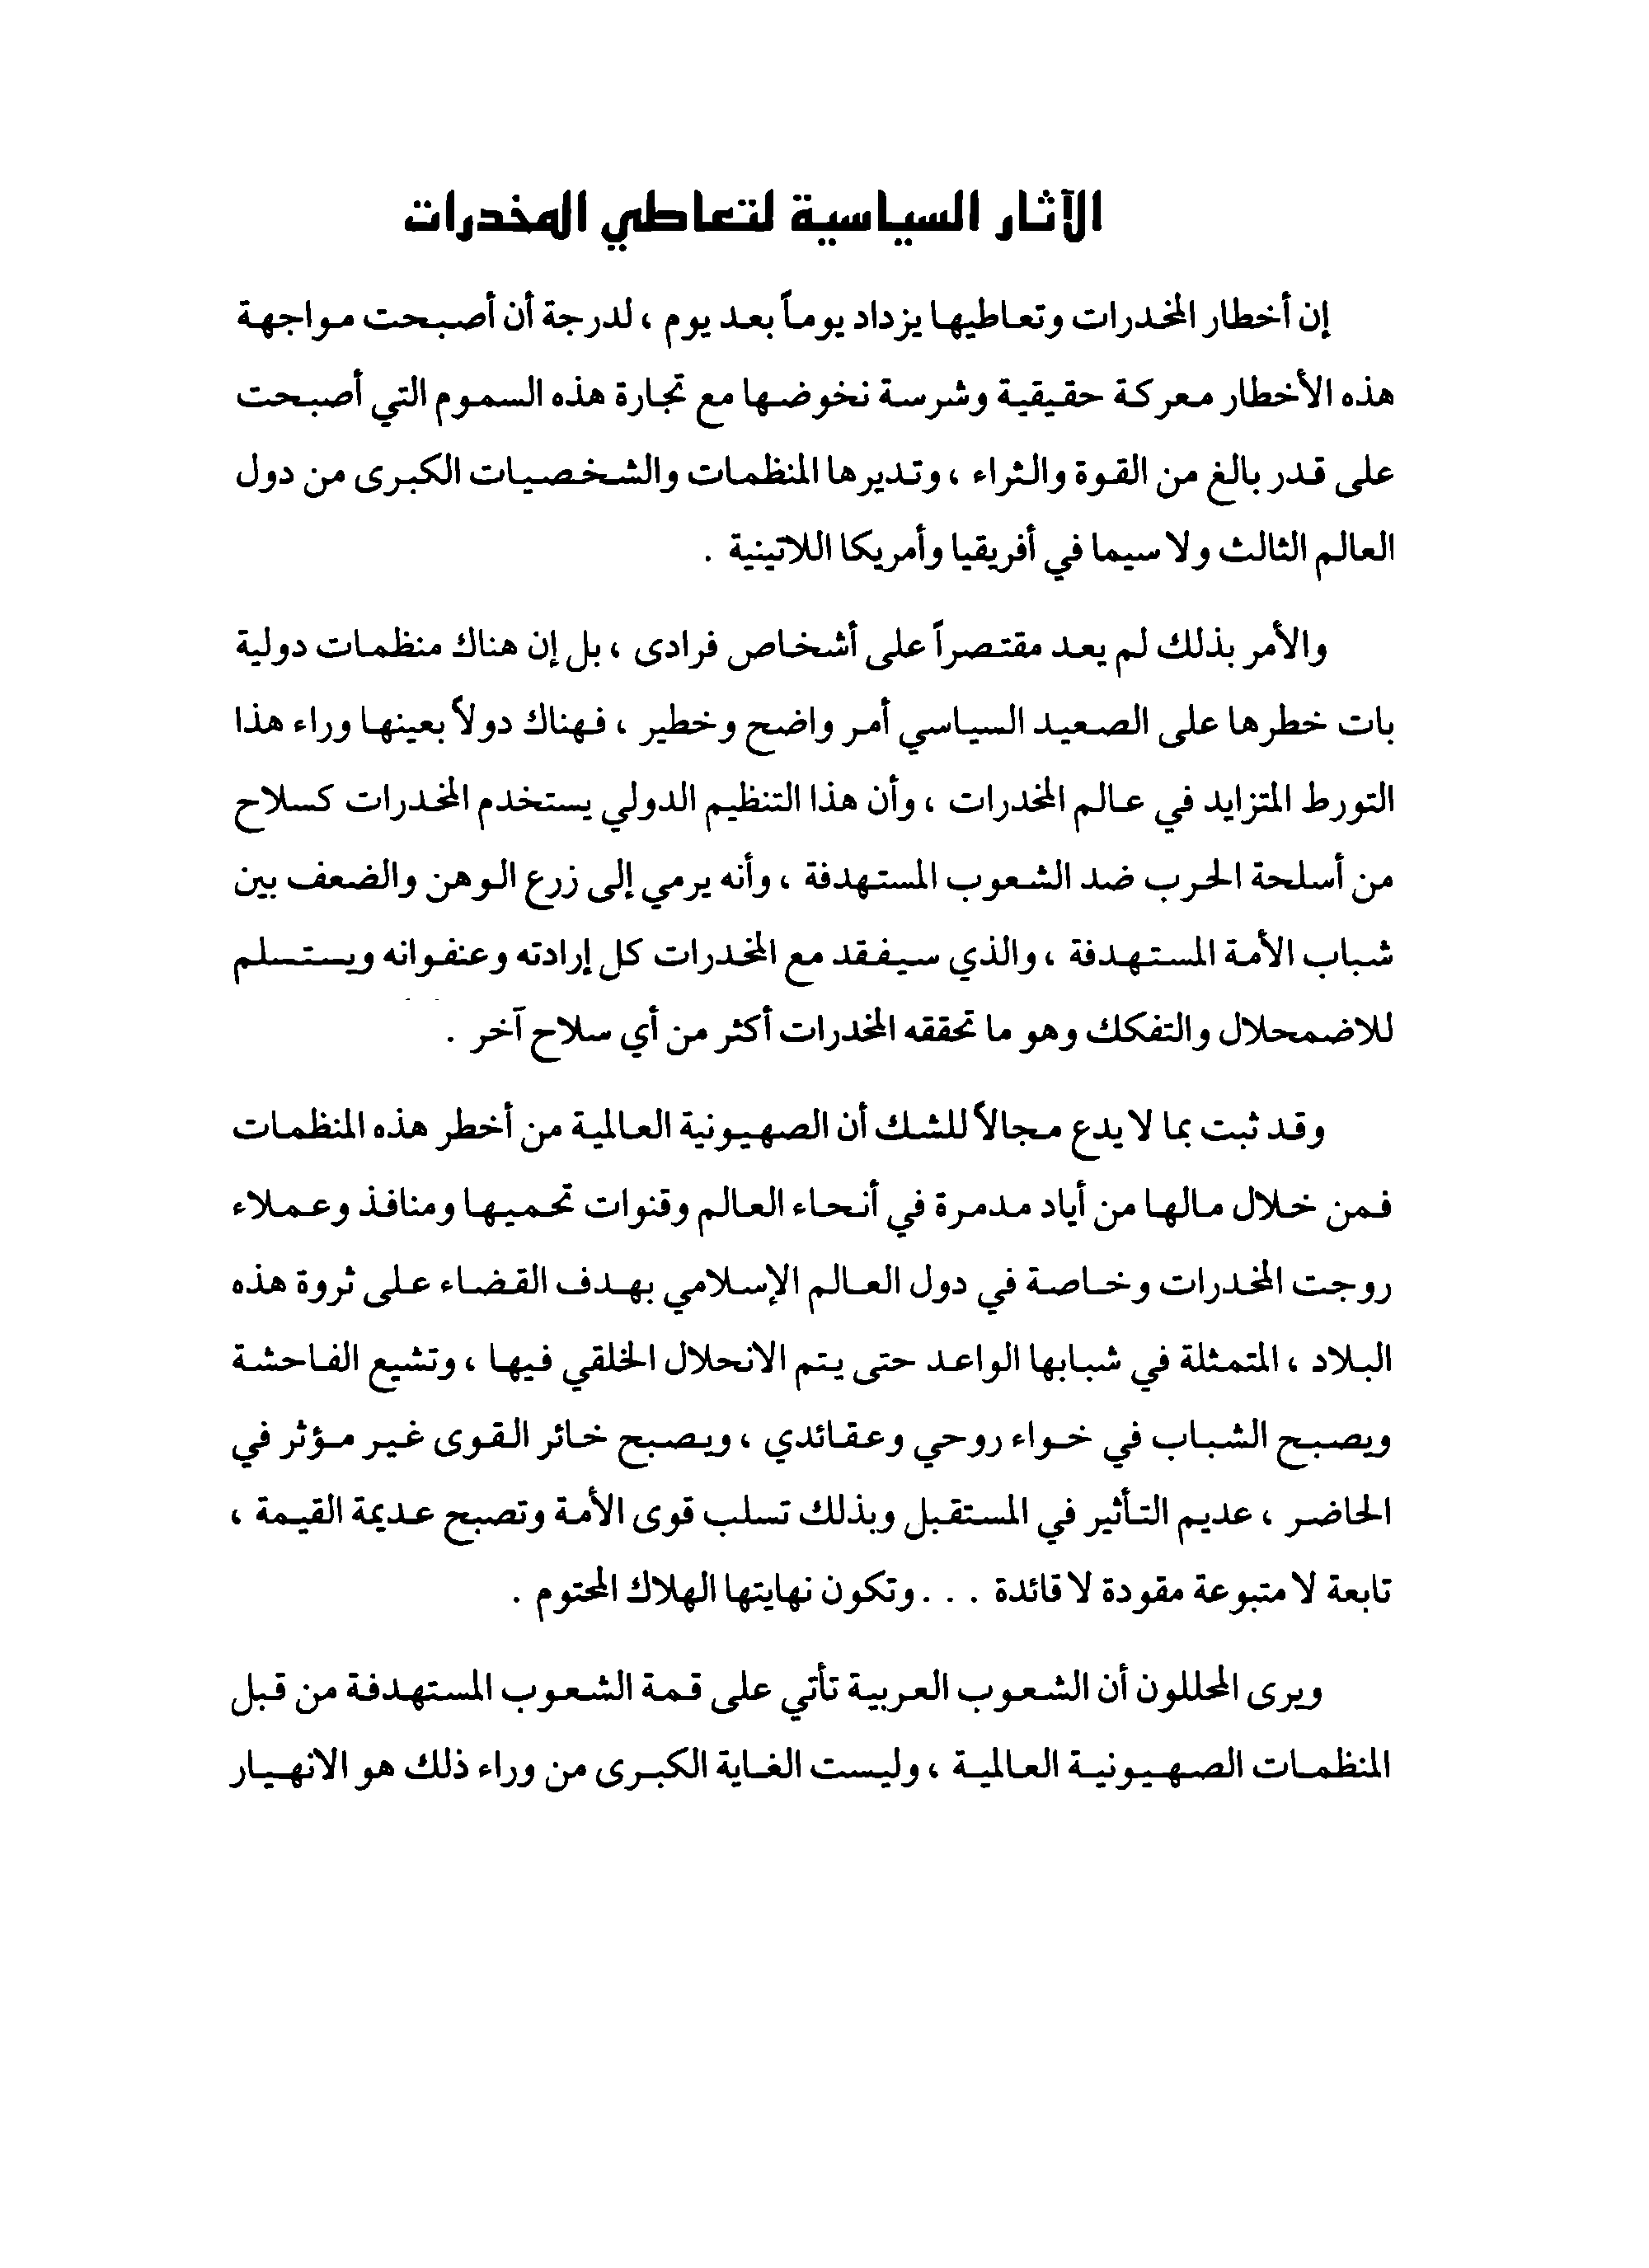 الآثار السياسية لتعاطي المخدرات
إن أخطار المخدرات وتعاطيها يزداد يوماً بعد يوم ، لدرجة أن أصبحت مواجهة
هذه الأخطار معركة حقيقية وشرسة نخوضها مع تجارة هذه السموم التي أصبحت
على قدر بالغ من القوة والثراء ، وتديرها المنظمات والشخصيات الكبرى من دول
العالم الثالث ولا سيما في أفريقيا وأمريكا اللاتينية .
والأمر بذلك لم يعد مقتصراً على أشخاص فرادى ، بل إن هناك منظمات دولية
بات خطرها على الصعيد السياسي أمر واضح وخطير ، فهناك دولاً بعينها وراء هذا
التورط المتزايد في عالم المخدرات ، وأن هذا التنظيم الدولي يستخدم المخدرات كسلاح
من أسلحة الحرب ضد الشعوب المستهدفة ، وأنه يرمي إلى زرع الوهن والضعف بين
شباب الأمة المستهدفة ، والذي سيفقد مع المخدرات كل إرادته وعنفوانه ويستسلم
للاضمحلال والتفكك وهو ما تحققه المخدرات أكثر من أي سلاح آخر .
وقد ثبت بما لا يدع مجالاً للشك أن الصهيونية العالمية من أخطر هذه المنظمات
فمن خلال مالها من أياد مدمرة في أنحاء العالم وقنوات تحميها ومنافذ وعملاء
روجت المخدرات وخاصة في دول العالم الإسلامي بهدف القضاء على ثروة هذه
البلاد ، المتمثلة في شبابها الواعد حتى يتم الانحلال الخلقي فيها ، وتشيع الفاحشة
ويصبح الشباب في خواء روحي وعقائدي ، ويصبح خائر القوى غير مؤثر في
الحاضر ، عديم التأثير في المستقبل وبذلك تسلب قوى الأمة وتصبح عديمة القيمة ،
تابعة لا متبوعة مقودة لا قائدة . . . وتكون نهايتها الهلاك المحتوم .
ويرى المحللون أن الشعوب العربية تأتي على قمة الشعوب المستهدفة من قبل
المنظمات الصهيونية العالمية ، وليست الغاية الكبرى من وراء ذلك هو الانهيار